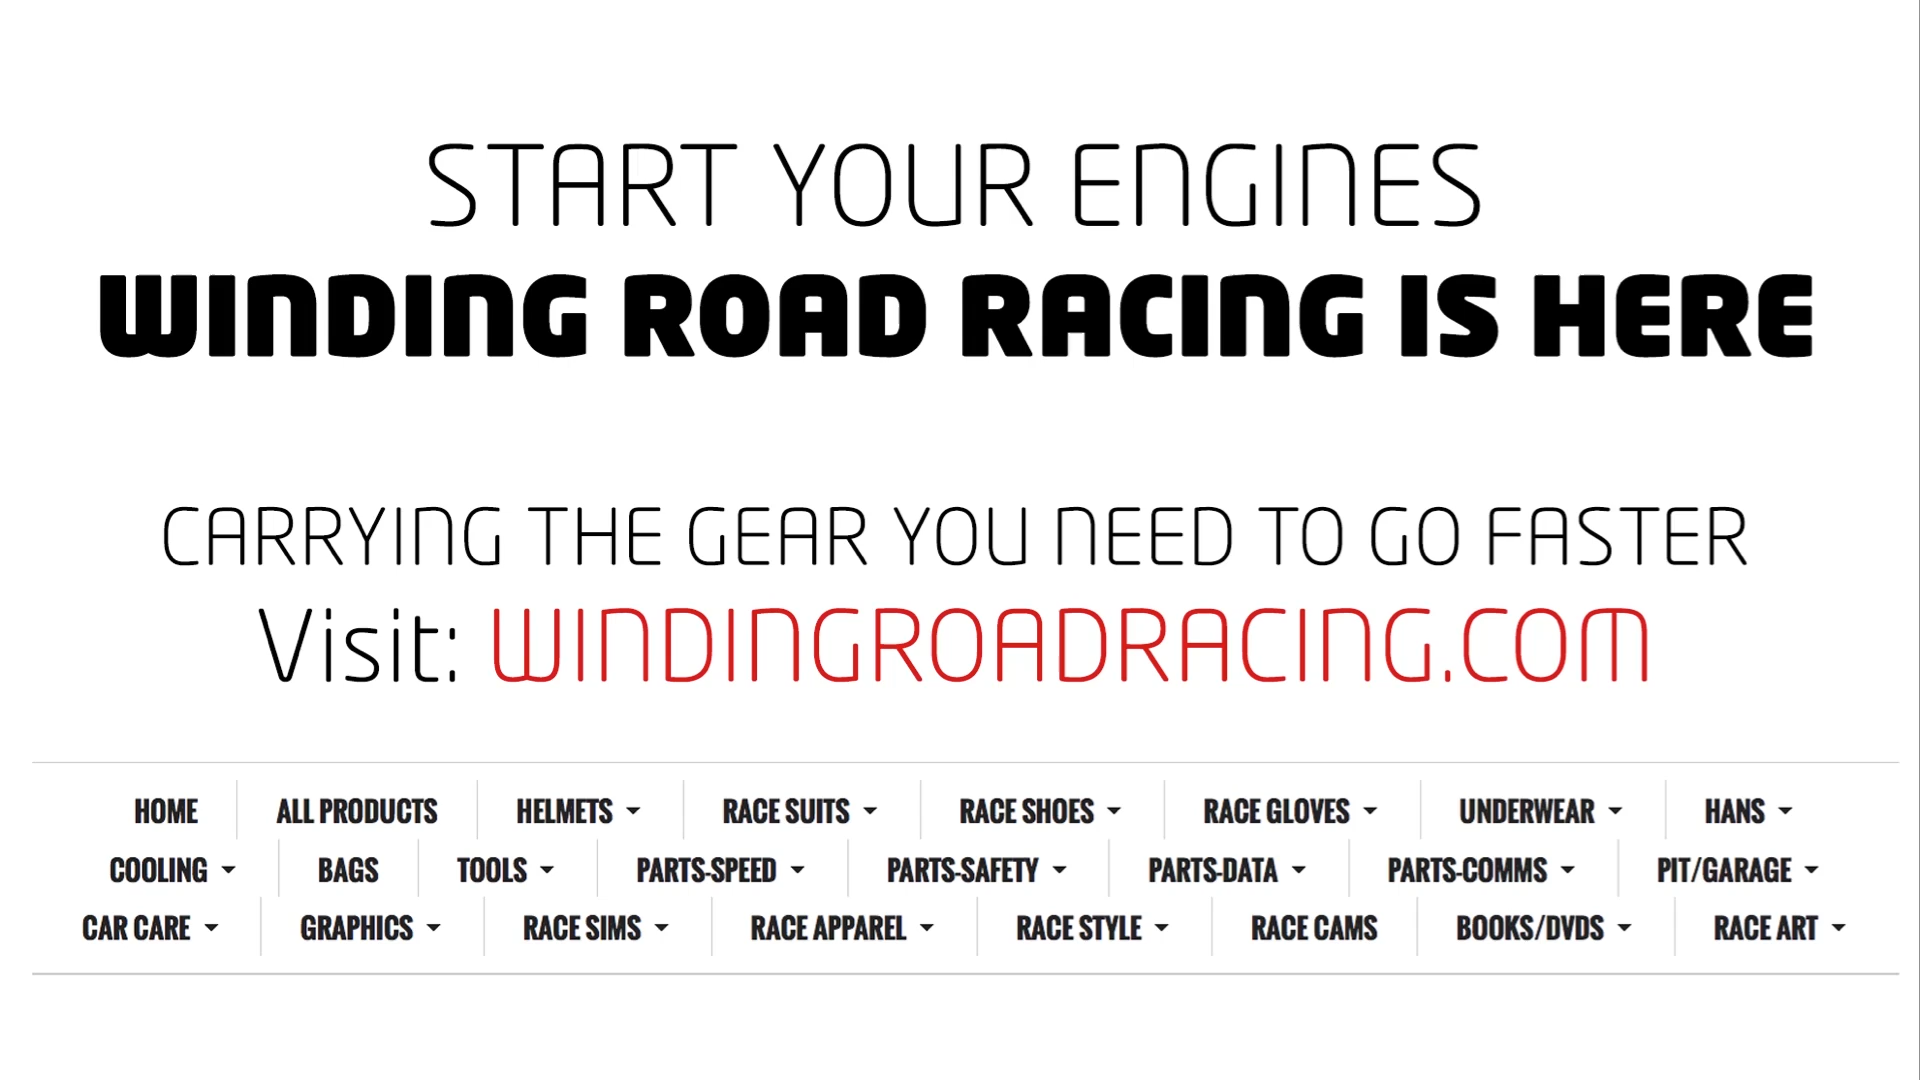 START YOUR ENGINES
WINDING ROAD RACING IS HERE
CARRYING THE GEAR YOU NEED TO GO FASTER
Visit: WINDINGROADRACING.COM
HOME ALL PRODUCTS HELMETS RACE SUITS RACE SHOES RACE GLOVES UNDERWEAR HANS
COOLING BAGS TOOLS PARTS-SPEED PARTS-SAFETY PARTS-DATA PARTS-COMMS PIT/GARAGE
CAR CARE GRAPHICS RACE SIMS RACE APPAREL RACE STYLE RACE CAMS BOOKS/DVDS RACE ART